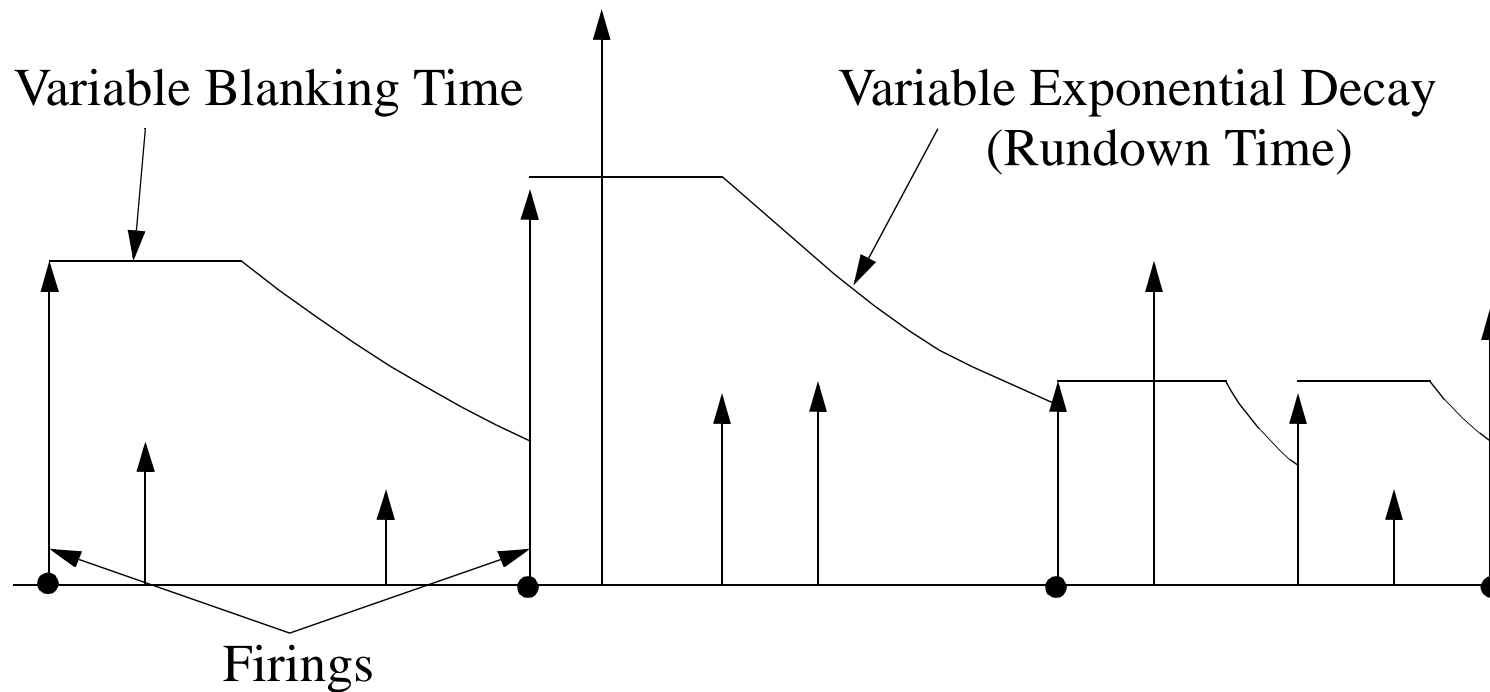 Variable Blanking Time
Variable Exponential Decay
(Rundown Time)
Firings